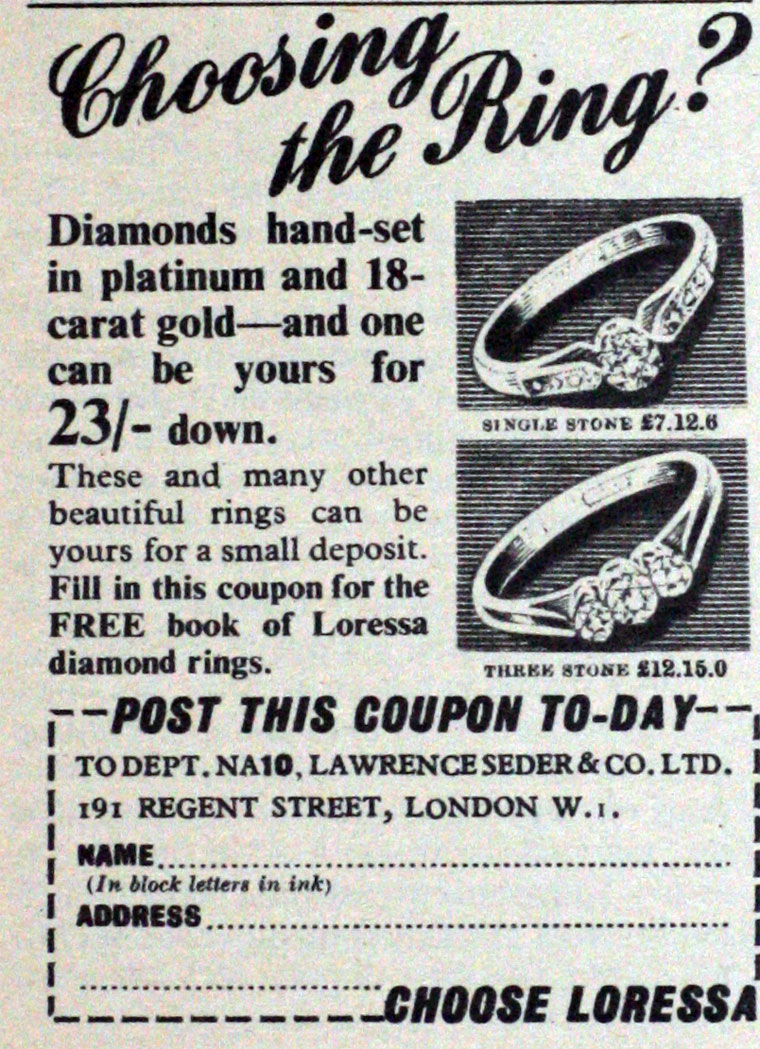 Choosing
the Ring?
Diamonds hand-set
in platinum and 18-
carat gold—and one
can be yours for
23/- down.
These and many other
beautiful rings can be
yours for a small deposit.
Fill in this coupon for the
FREE book of Loressa
diamond rings.
SINGLE STONE £7.12.6
THREE STONE £12.15.0
POST THIS COUPON TO-DAY
TO DEPT. NA10, LAWRENCE SEDER & CO. LTD.
191 REGENT STREET, LONDON W.1.
NAME
(In block letters in ink)
ADDRESS
CHOOSE LORESSA